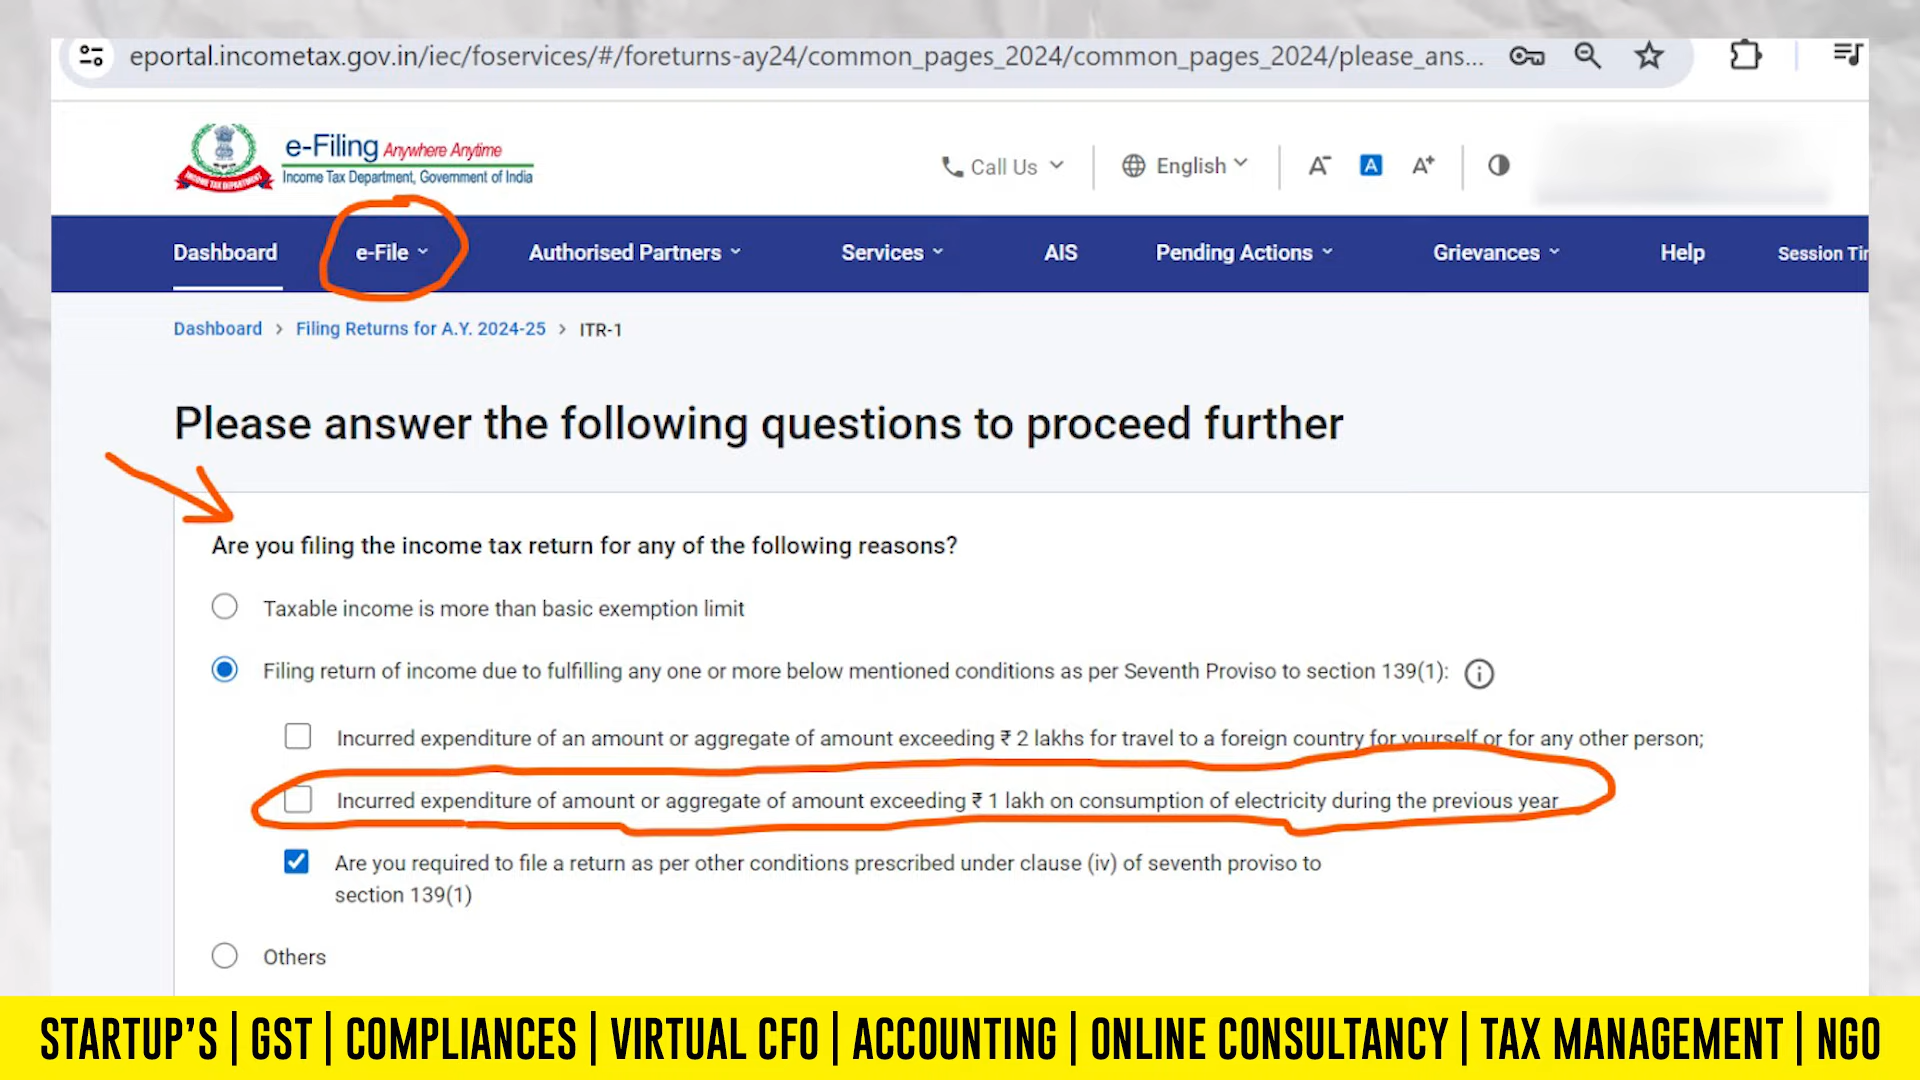 eportal.incometax.gov.in/iec/foservices/#/foreturns-ay24/common_pages_2024/common_pages_2024/please_ans...
e-Filing Anywhere Anytime
Income Tax Department, Government of India
INCOME TAX DEPARTMENT
Call Us
English
A-
A
A+
Dashboard
e-File
Authorised Partners
Services
AIS
Pending Actions
Grievances
Help
Session Tir
Dashboard > Filing Returns for A.Y. 2024-25 > ITR-1
Please answer the following questions to proceed further
Are you filing the income tax return for any of the following reasons?
Taxable income is more than basic exemption limit
Filing return of income due to fulfilling any one or more below mentioned conditions as per Seventh Proviso to section 139(1):
Incurred expenditure of an amount or aggregate of amount exceeding ₹ 2 lakhs for travel to a foreign country for yourself or for any other person;
Incurred expenditure of amount or aggregate of amount exceeding ₹ 1 lakh on consumption of electricity during the previous year
Are you required to file a return as per other conditions prescribed under clause (iv) of seventh proviso to
section 139(1)
Others
STARTUP'S | GST | COMPLIANCES | VIRTUAL CFO | ACCOUNTING | ONLINE CONSULTANCY | TAX MANAGEMENT | NGO